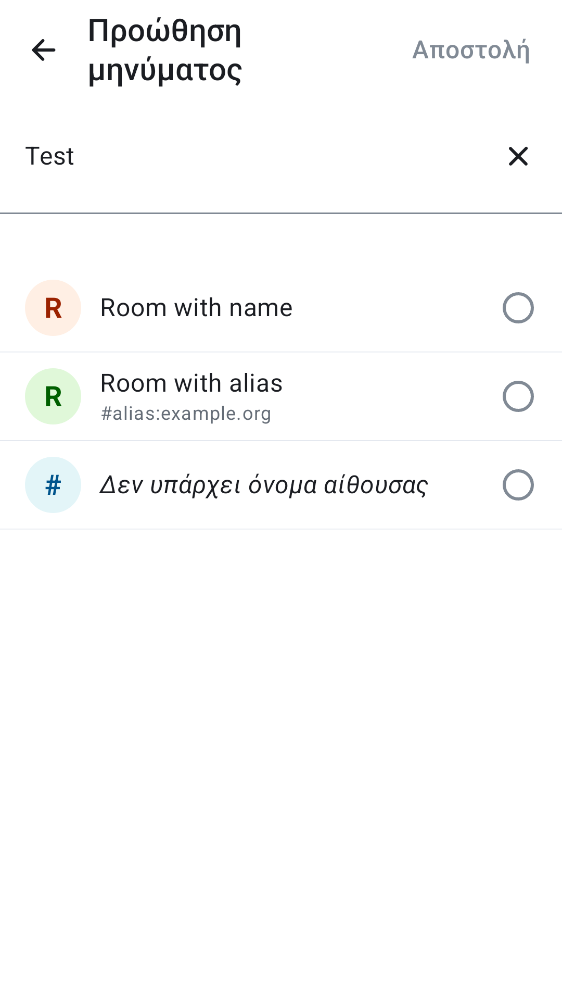 Προώθηση
μηνύματος
Αποστολή
Test
R
Room with name
R
Room with alias
#alias:example.org
#
Δεν υπάρχει όνομα αίθουσας